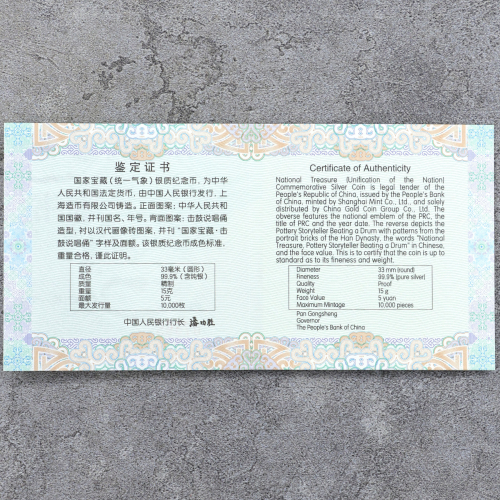 鉴定证书
国家宝藏（统一气象）银质纪念币，为中华
人民共和国法定货币，由中国人民银行发行，上
海造币有限公司铸造。正面图案：中华人民共和
国国徽，并刊国名、年号。背面图案：击鼓说唱俑
造型，衬以汉代画像砖图案，并刊“国家宝藏·击
鼓说唱俑”字样及面额。该银质纪念币成色标准，
重量合格，谨此证明。
直径 33毫米（圆形）
成色 99.9%（含纯银）
质量 精制
重量 15克
面额 5元
最大发行量 10,000枚
中国人民银行行长 潘功胜
Certificate of Authenticity
National Treasure (Unification of the Nation)
Commemorative Silver Coin is legal tender of the
People's Republic of China, issued by the People's Bank
of China, minted by Shanghai Mint Co., Ltd., and solely
distributed by China Gold Coin Group Co., Ltd. The
obverse features the national emblem of the PRC, the
title of PRC and the year date. The reverse depicts the
Pottery Storyteller Beating a Drum with patterns from the
portrait bricks of the Han Dynasty, the words "National
Treasure, Pottery Storyteller Beating a Drum" in Chinese,
and the face value. This is to certify that the coin is up to
standard as to its fineness and weight.
Diameter 33 mm (round)
Fineness 99.9% (pure silver)
Quality Proof
Weight 15 g
Face Value 5 yuan
Maximum Mintage 10,000 pieces
Pan Gongsheng
Governor
The People's Bank of China